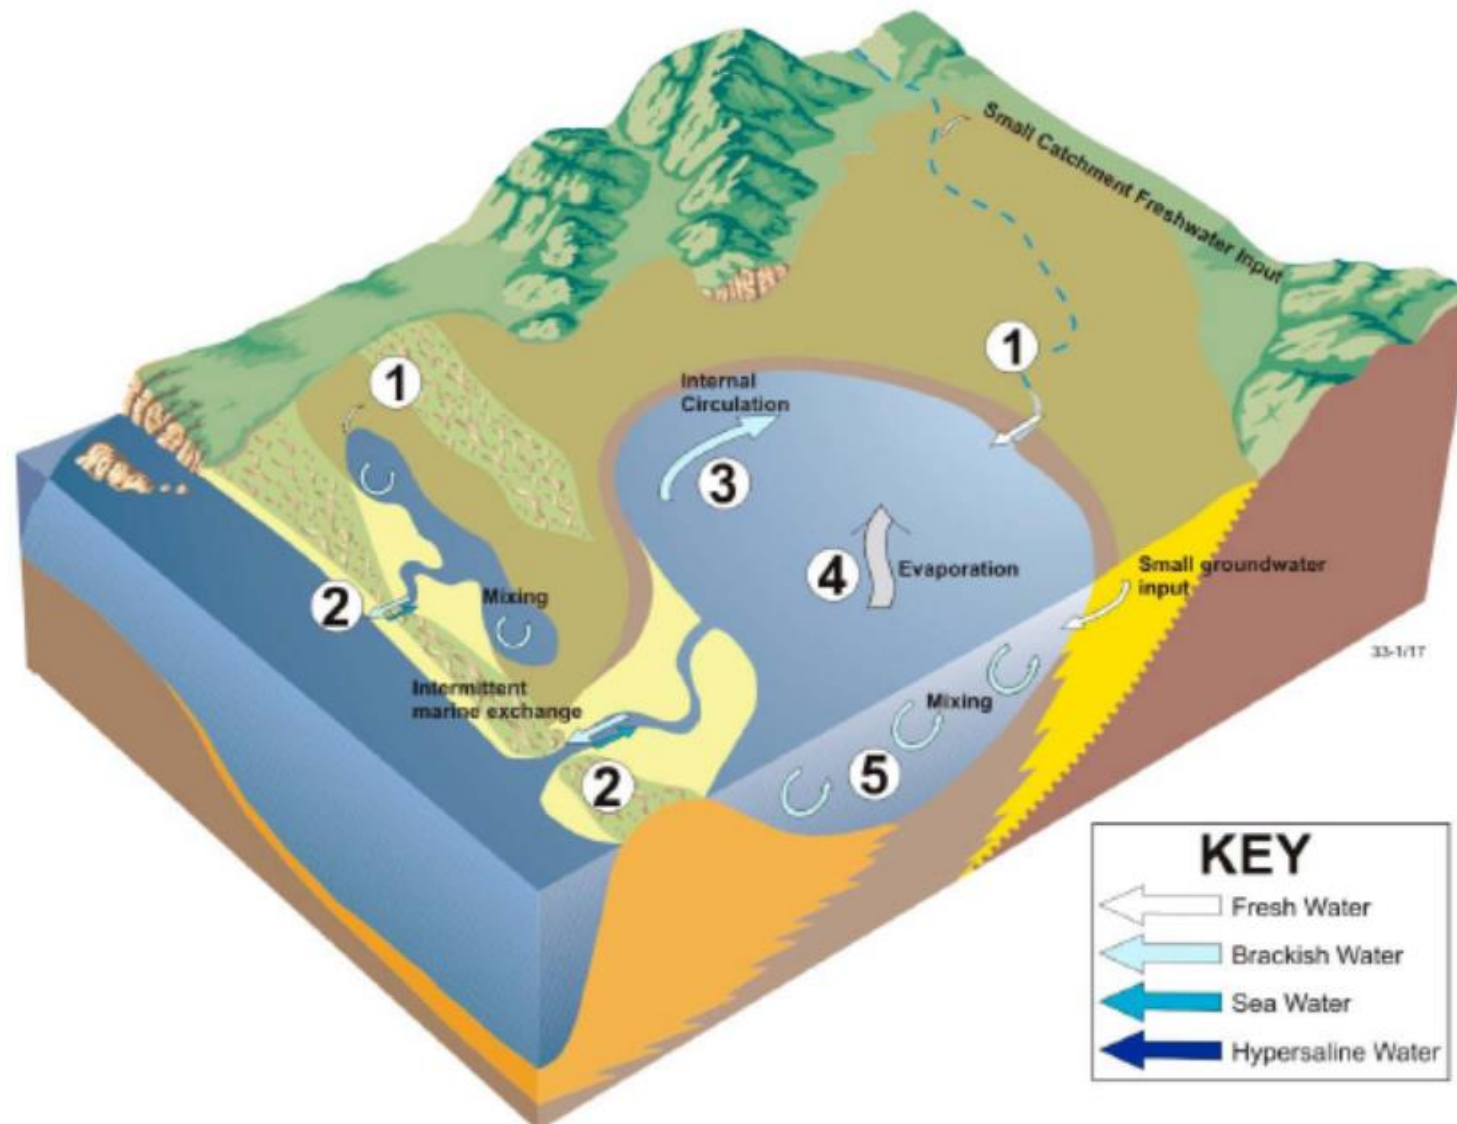 Small Catchment Freshwater Input
1
1
Internal
Circulation
3
4
Evaporation
Small groundwater
input
2
Mixing
33-1/17
Intermittent
marine exchange
Mixing
2
5
KEY
Fresh Water
Brackish Water
Sea Water
Hypersaline Water